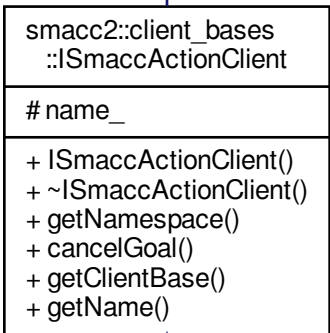 smacc2::client_bases
::ISmaccActionClient
# name_
+ ISmaccActionClient()
+ ~ISmaccActionClient()
+ getNamespace()
+ cancelGoal()
+ getClientBase()
+ getName()